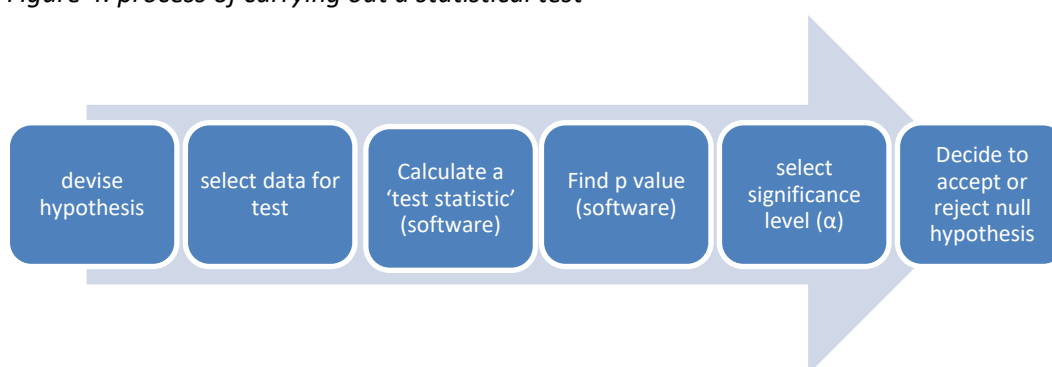 Figure 4: process of carrying out a statistical test
devise
hypothesis
select data for
test
Calculate a
‘test statistic’
(software)
Find p value
(software)
select
significance
level (α)
Decide to
accept or
reject null
hypothesis